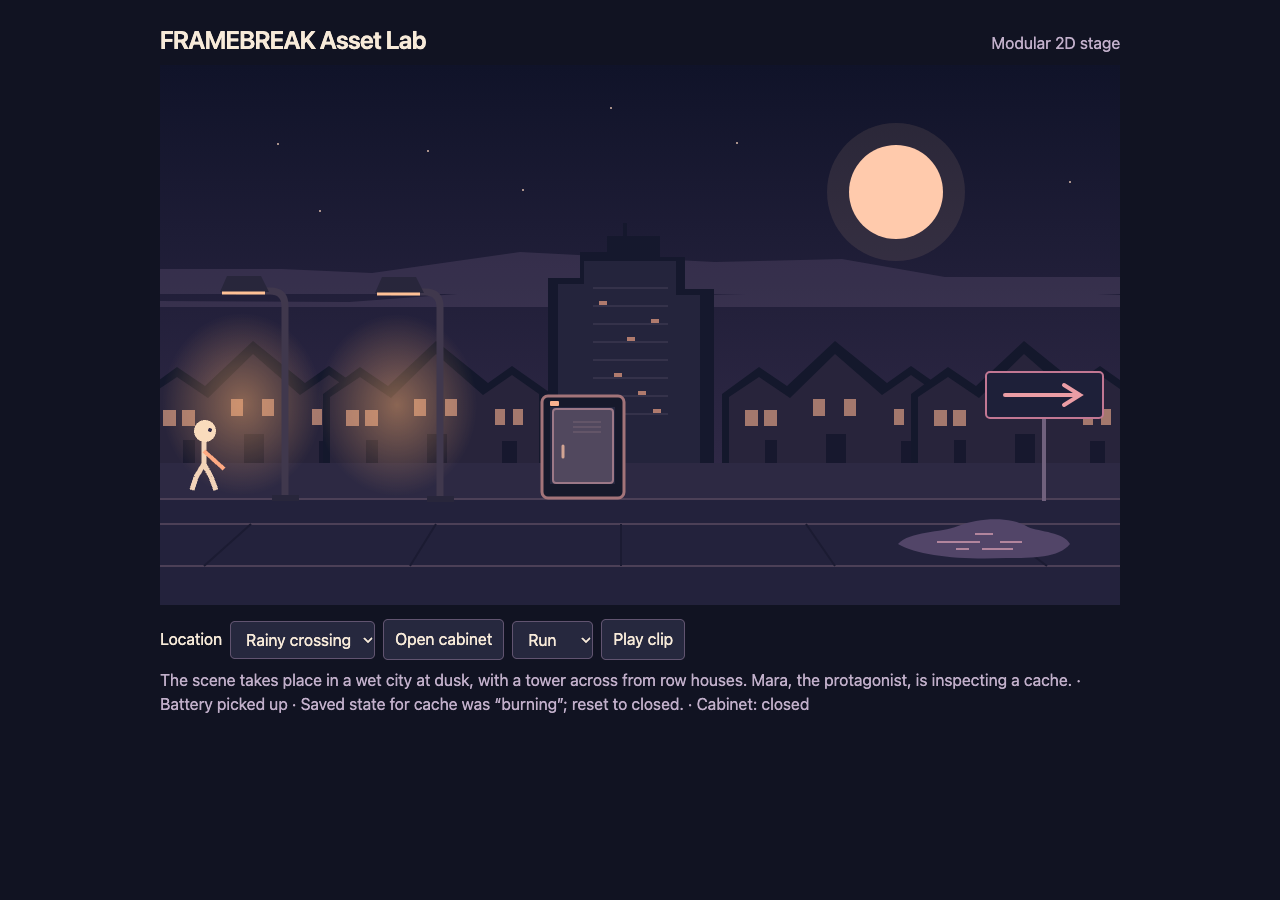 FRAMEBREAK Asset Lab
Modular 2D stage
Location Rainy crossing Open cabinet Run Play clip
The scene takes place in a wet city at dusk, with a tower across from row houses. Mara, the protagonist, is inspecting a cache. ·
Battery picked up · Saved state for cache was “burning”; reset to closed. · Cabinet: closed